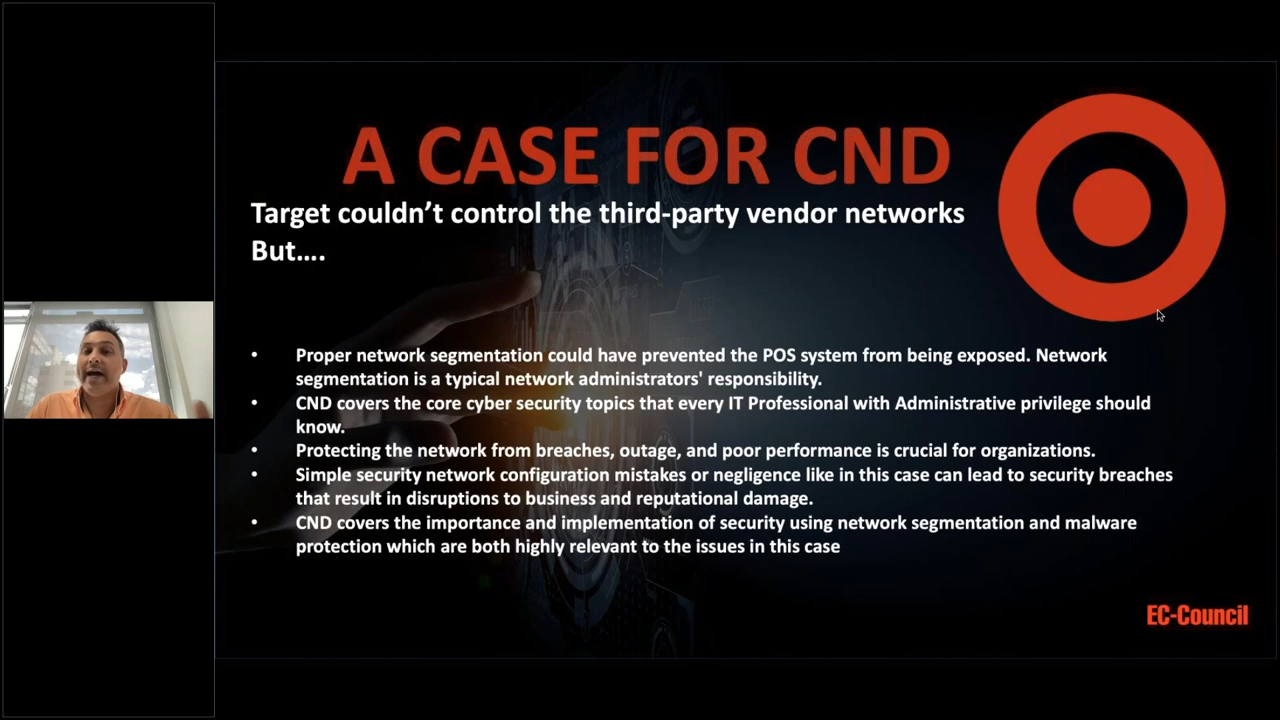 A CASE FOR CND
Target couldn’t control the third-party vendor networks
But....
• Proper network segmentation could have prevented the POS system from being exposed. Network
segmentation is a typical network administrators' responsibility.
• CND covers the core cyber security topics that every IT Professional with Administrative privilege should
know.
• Protecting the network from breaches, outage, and poor performance is crucial for organizations.
• Simple security network configuration mistakes or negligence like in this case can lead to security breaches
that result in disruptions to business and reputational damage.
• CND covers the importance and implementation of security using network segmentation and malware
protection which are both highly relevant to the issues in this case
EC-Council